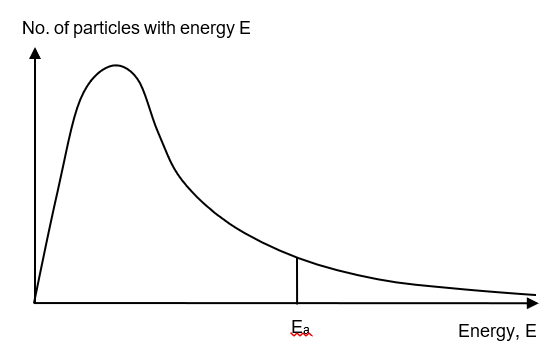 No. of particles with energy E
Ea
Energy, E